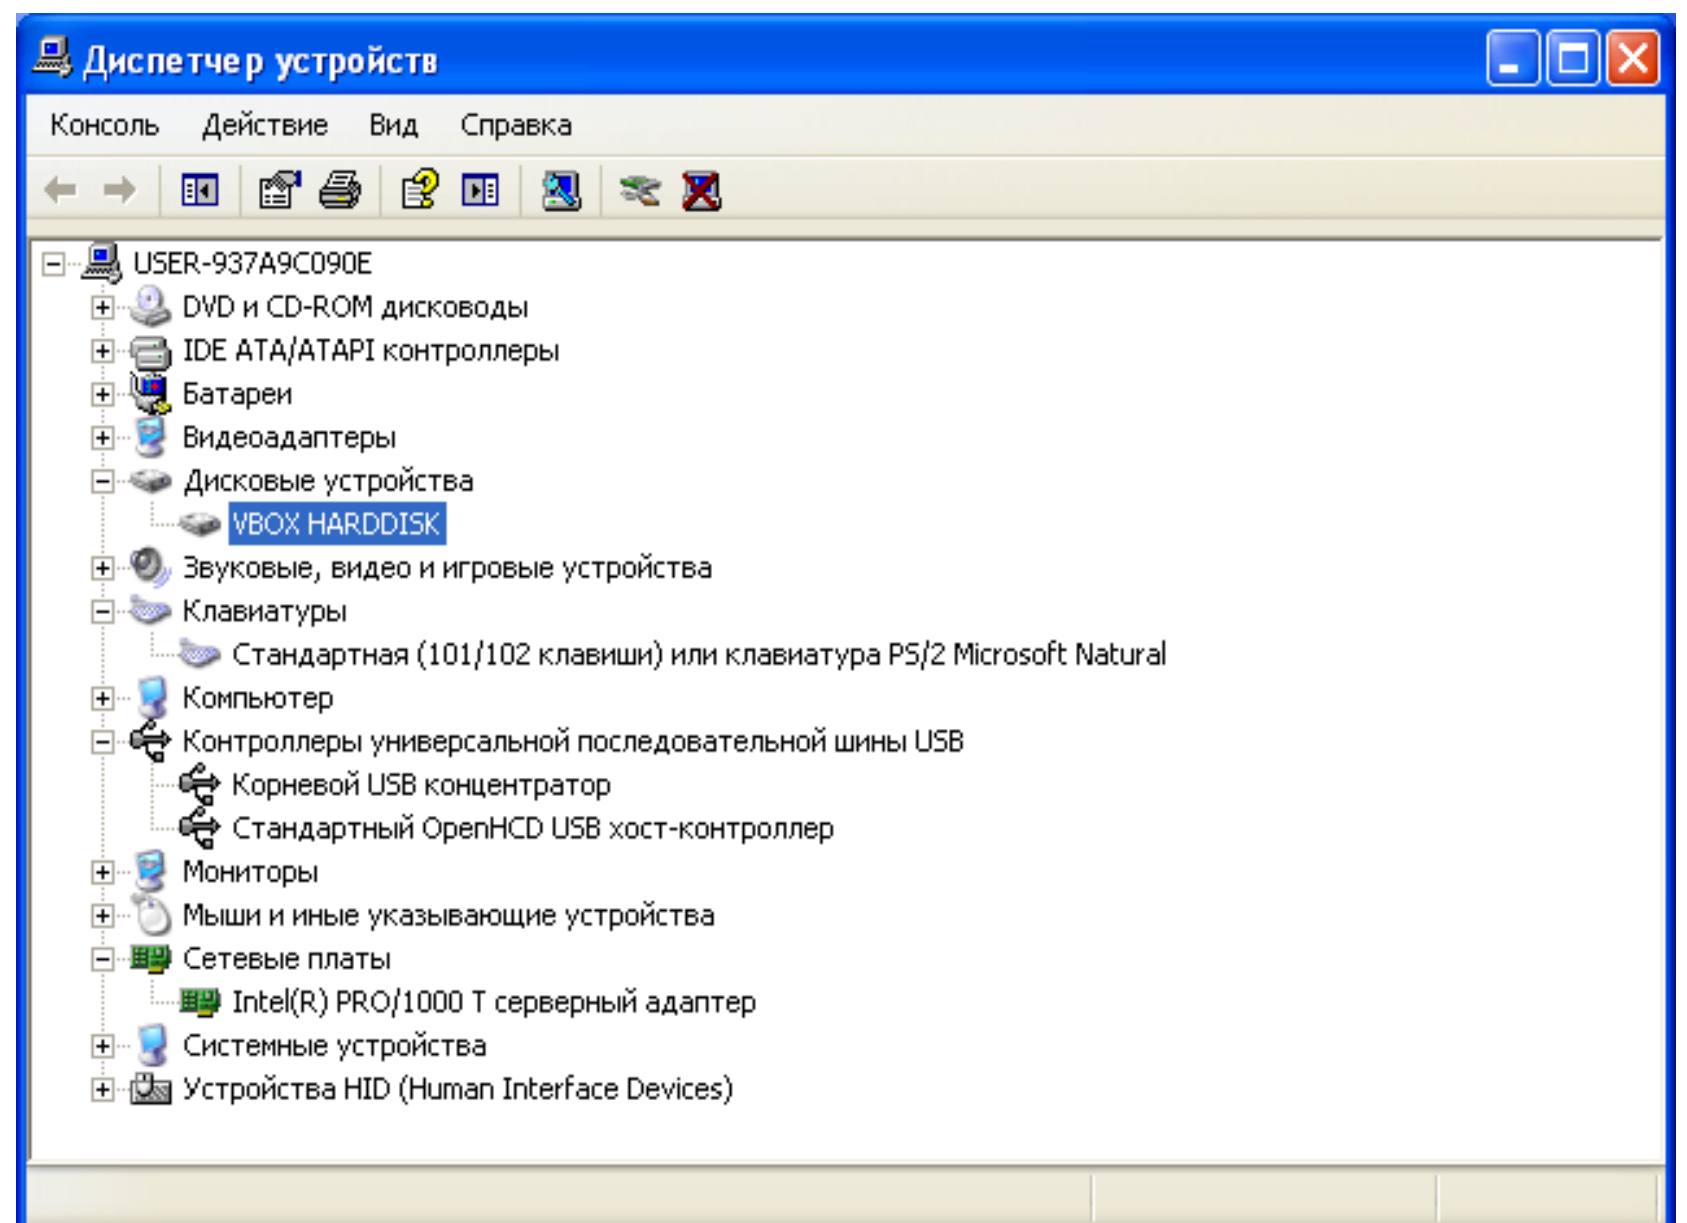 Диспетчер устройств
Консоль Действие Вид Справка
USER-937A9C090E
DVD и CD-ROM дисководы
IDE ATA/ATAPI контроллеры
Батареи
Видеоадаптеры
Дисковые устройства
VBOX HARDDISK
Звуковые, видео и игровые устройства
Клавиатуры
Стандартная (101/102 клавиши) или клавиатура PS/2 Microsoft Natural
Компьютер
Контроллеры универсальной последовательной шины USB
Корневой USB концентратор
Стандартный OpenHCD USB хост-контроллер
Мониторы
Мыши и иные указывающие устройства
Сетевые платы
Intel(R) PRO/1000 T серверный адаптер
Системные устройства
Устройства HID (Human Interface Devices)